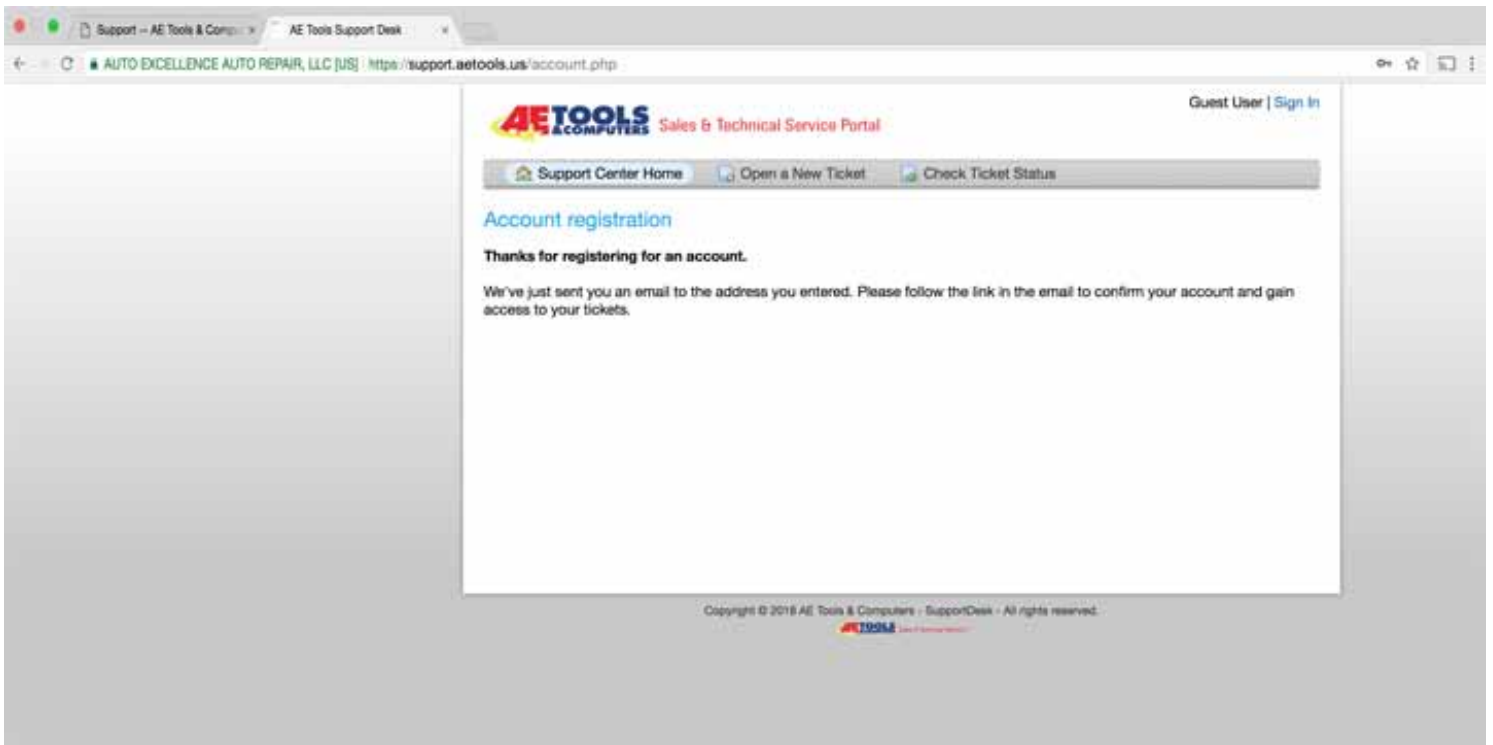 Support -- AE Tools & Comp
AE Tools Support Desk
AUTO EXCELLENCE AUTO REPAIR, LLC [US] https://support.aetools.us/account.php
AETOOLS
&COMPUTERS
Sales & Technical Service Portal
Guest User | Sign In
Support Center Home
Open a New Ticket
Check Ticket Status
Account registration
Thanks for registering for an account.
We've just sent you an email to the address you entered. Please follow the link in the email to confirm your account and gain
access to your tickets.
Copyright © 2018 AE Tools & Computers - SupportDesk - All rights reserved.
AETOOLS